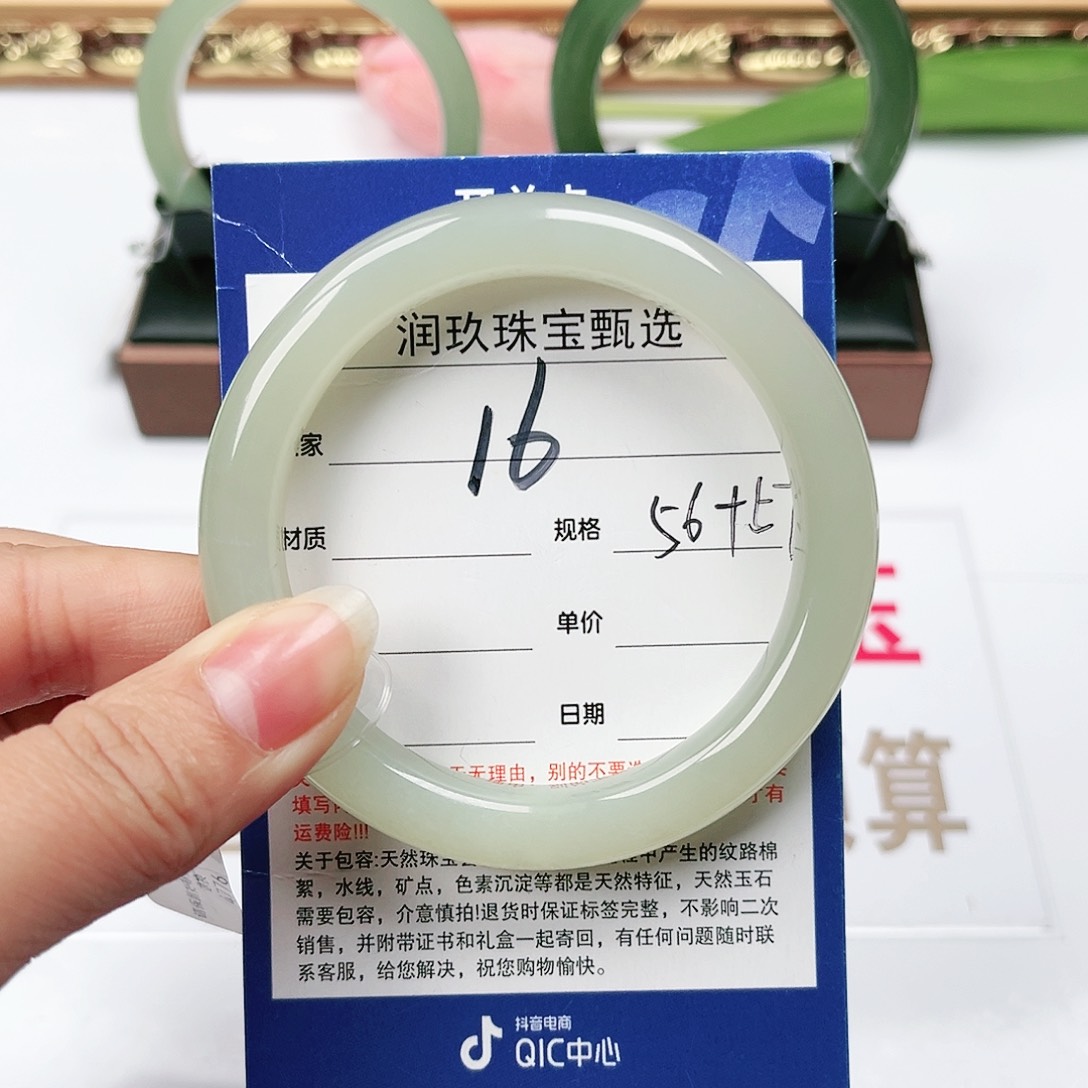 润玖珠宝甄选
家
16
材质
规格 56+5
单价
日期
无理由，别的不要
填写
有
运费险!!!
关于包容:天然珠宝
中产生的纹路棉
絮，水线，矿点，色素沉淀等都是天然特征，天然玉石
需要包容，介意慎拍!退货时保证标签完整，不影响二次
销售，并附带证书和礼盒一起寄回，有任何问题随时联
系客服，给您解决，祝您购物愉快。
抖音电商
QIC中心
算